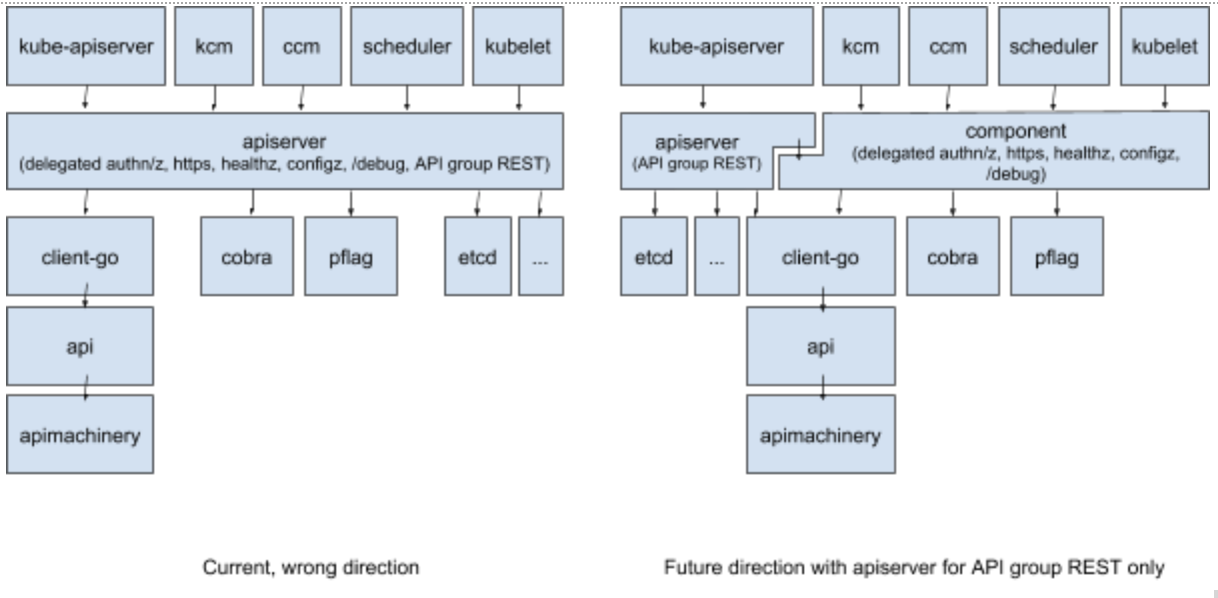 kube-apiserver
kcm
ccm
scheduler
kubelet
apiserver
(delegated authn/z, https, healthz, configz, /debug, API group REST)
client-go
cobra
pflag
etcd
...
api
apimachinery
Current, wrong direction
kube-apiserver
kcm
ccm
scheduler
kubelet
apiserver
(API group REST)
component
(delegated authn/z, https, healthz, configz,
/debug)
etcd
...
client-go
cobra
pflag
api
apimachinery
Future direction with apiserver for API group REST only